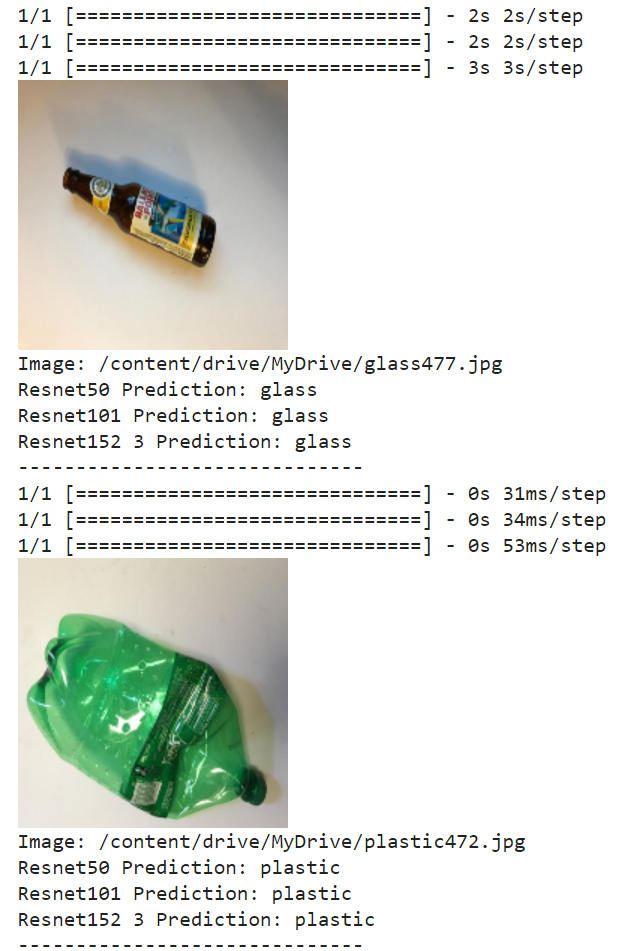 1/1 [==============================] - 2s 2s/step
1/1 [==============================] - 2s 2s/step
1/1 [==============================] - 3s 3s/step
Image: /content/drive/MyDrive/glass477.jpg
Resnet50 Prediction: glass
Resnet101 Prediction: glass
Resnet152 3 Prediction: glass
------------------------------
1/1 [==============================] - 0s 31ms/step
1/1 [==============================] - 0s 34ms/step
1/1 [==============================] - 0s 53ms/step
Image: /content/drive/MyDrive/plastic472.jpg
Resnet50 Prediction: plastic
Resnet101 Prediction: plastic
Resnet152 3 Prediction: plastic
------------------------------